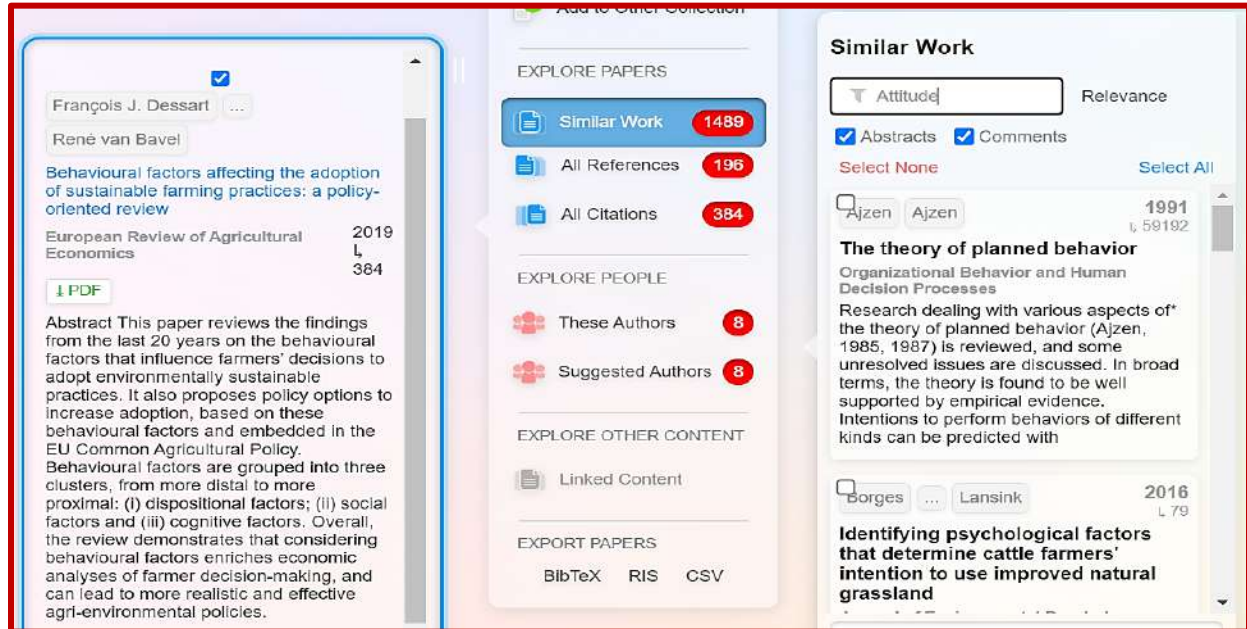 François J. Dessart ...
René van Bavel
Behavioural factors affecting the adoption
of sustainable farming practices: a policy-
oriented review
European Review of Agricultural
Economics
2019
384
PDF
Abstract This paper reviews the findings
from the last 20 years on the behavioural
factors that influence farmers' decisions to
adopt environmentally sustainable
practices. It also proposes policy options to
increase adoption, based on these
behavioural factors and embedded in the
EU Common Agricultural Policy.
Behavioural factors are grouped into three
clusters, from more distal to more
proximal: (i) dispositional factors; (ii) social
factors and (iii) cognitive factors. Overall,
the review demonstrates that considering
behavioural factors enriches economic
analyses of farmer decision-making, and
can lead to more realistic and effective
agri-environmental policies.
Add to Other Collection
EXPLORE PAPERS
Similar Work 1489
All References 196
All Citations 384
EXPLORE PEOPLE
These Authors 8
Suggested Authors 8
EXPLORE OTHER CONTENT
Linked Content
EXPORT PAPERS
BibTeX RIS CSV
Similar Work
Attitude Relevance
Abstracts Comments
Select None Select All
Ajzen Ajzen 1991
59192
The theory of planned behavior
Organizational Behavior and Human
Decision Processes
Research dealing with various aspects of*
the theory of planned behavior (Ajzen,
1985, 1987) is reviewed, and some
unresolved issues are discussed. In broad
terms, the theory is found to be well
supported by empirical evidence.
Intentions to perform behaviors of different
kinds can be predicted with
Borges ... Lansink 2016
79
Identifying psychological factors
that determine cattle farmers'
intention to use improved natural
grassland